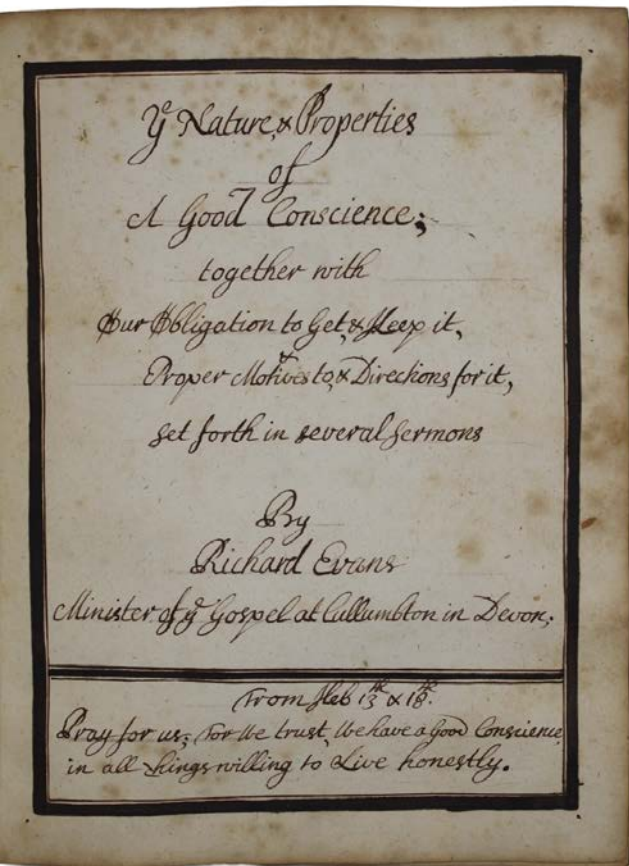 Yᵉ Nature, & Properties
of
A Good Conscience;
together with
Our Obligation to Get, & Keep it,
Proper Motives to, & Directions for it,
set forth in several sermons
By
Richard Evans
Minister of yᵉ Gospel at Cullumbton in Devon;
From Heb 13ᵗʰ & 18ᵗʰ.
Pray for us; For We trust, We have a Good Conscience,
in all things willing to Live honestly.